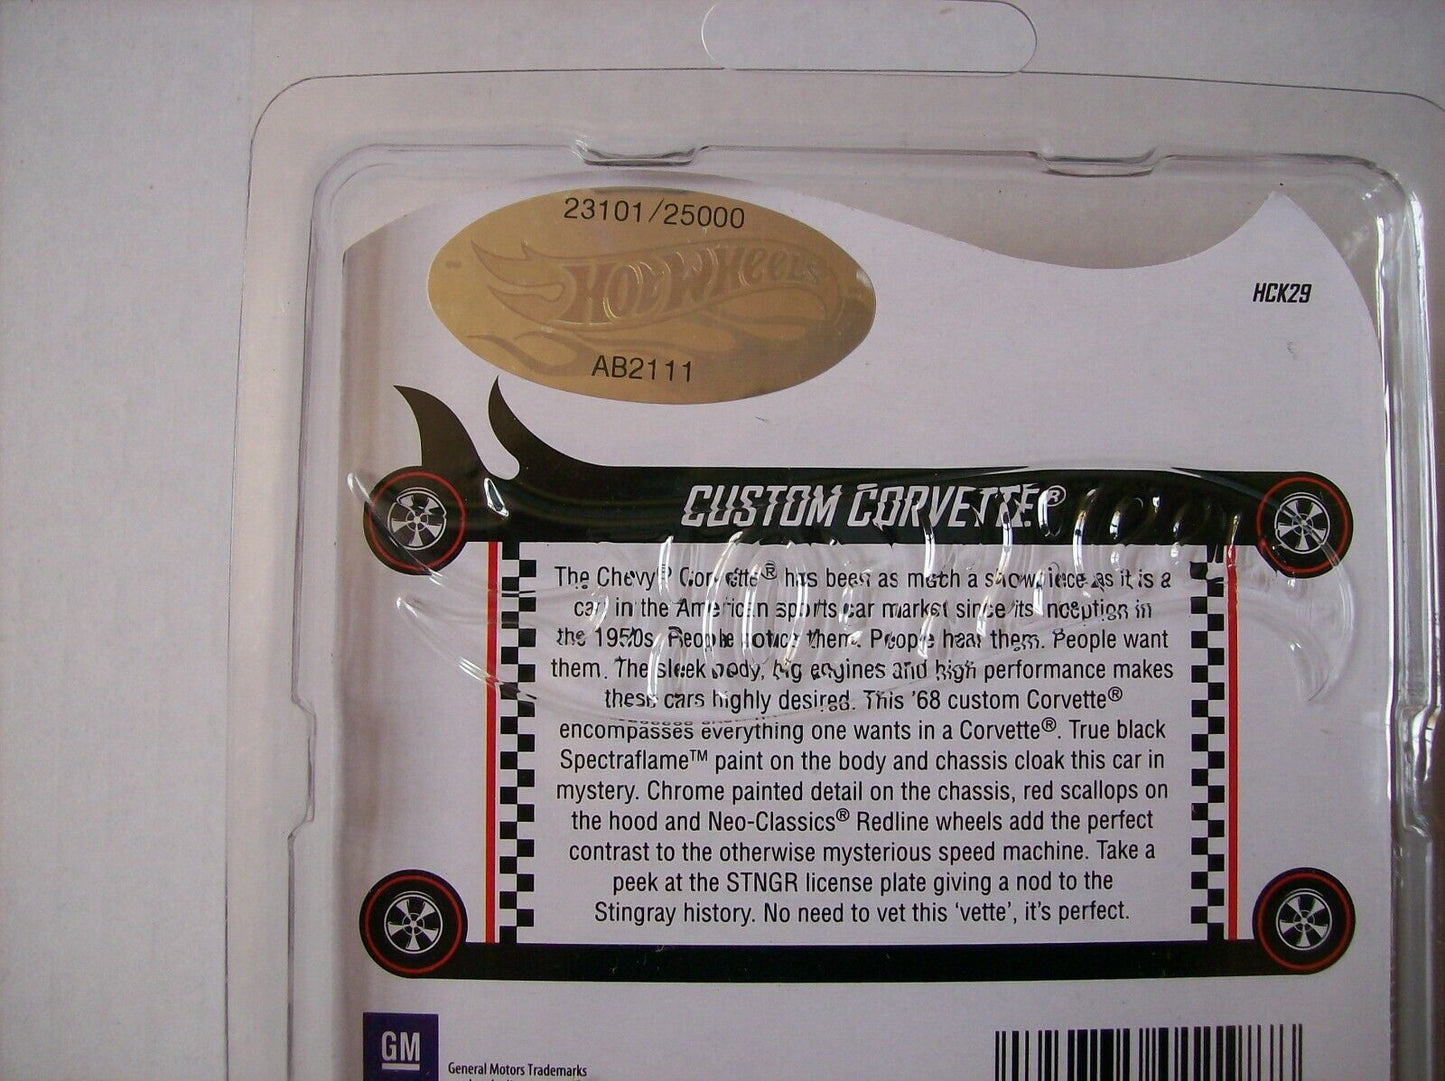 23101/25000
HOT WHEELS
AB2111
HCK29
CUSTOM CORVETTE®
The Chevy® Corvette® has been as much a showpiece as it is a
car in the American sports car market since its inception in
the 1950s. People notice them. People hear them. People want
them. The sleek body, big engines and high performance makes
these cars highly desired. This '68 custom Corvette®
encompasses everything one wants in a Corvette®. True black
Spectraflame™ paint on the body and chassis cloak this car in
mystery. Chrome painted detail on the chassis, red scallops on
the hood and Neo-Classics® Redline wheels add the perfect
contrast to the otherwise mysterious speed machine. Take a
peek at the STNGR license plate giving a nod to the
Stingray history. No need to vet this 'vette', it's perfect.
GM
General Motors Trademarks